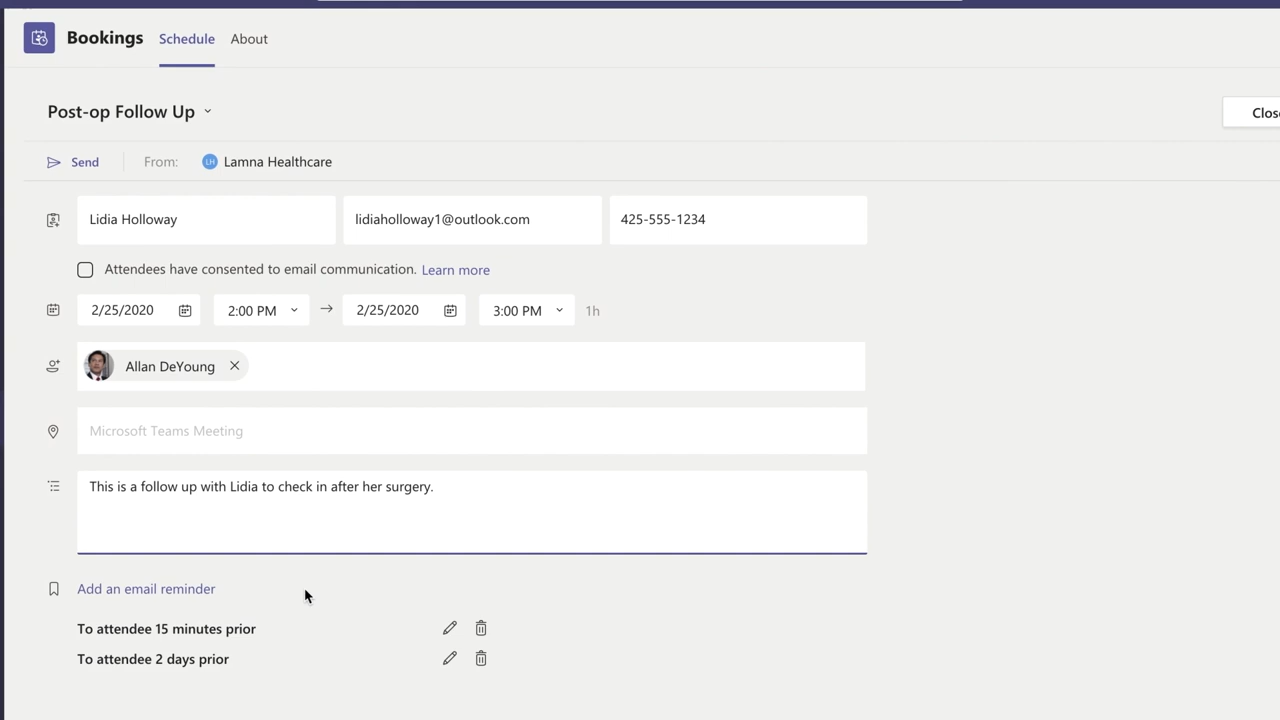 Bookings Schedule About
Post-op Follow Up
Send From: LH Lamna Healthcare
Lidia Holloway lidiaholloway1@outlook.com 425-555-1234
Attendees have consented to email communication. Learn more
2/25/2020 2:00 PM → 2/25/2020 3:00 PM 1h
Allan DeYoung
Microsoft Teams Meeting
This is a follow up with Lidia to check in after her surgery.
Add an email reminder
To attendee 15 minutes prior
To attendee 2 days prior